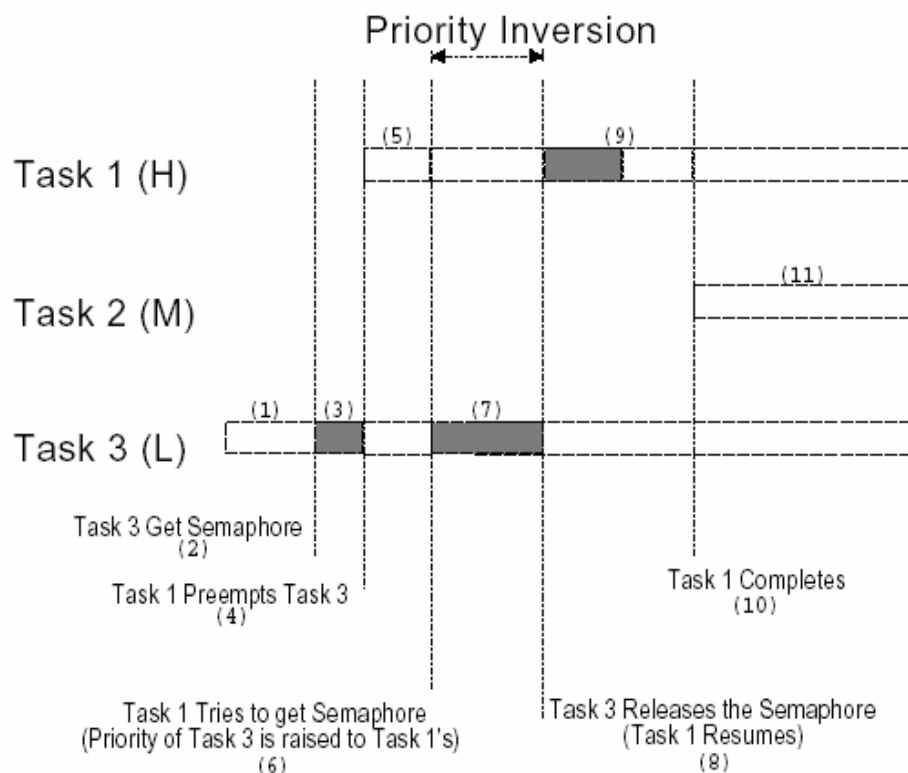 Priority Inversion
(5)
(9)
Task 1 (H)
(11)
Task 2 (M)
(1)
(3)
(7)
Task 3 (L)
Task 3 Get Semaphore
(2)
Task 1 Preempts Task 3
(4)
Task 1 Completes
(10)
Task 1 Tries to get Semaphore
(Priority of Task 3 is raised to Task 1's)
(6)
Task 3 Releases the Semaphore
(Task 1 Resumes)
(8)